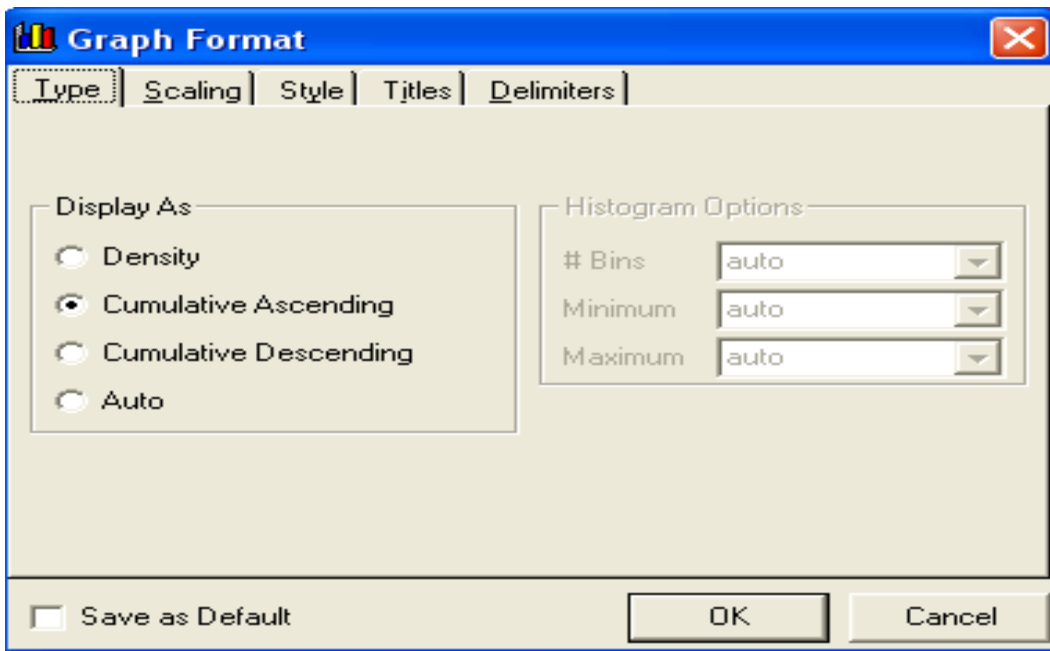 Graph Format
Type Scaling Style Titles Delimiters
Display As
Density
Cumulative Ascending
Cumulative Descending
Auto
Histogram Options
# Bins auto
Minimum auto
Maximum auto
Save as Default OK Cancel